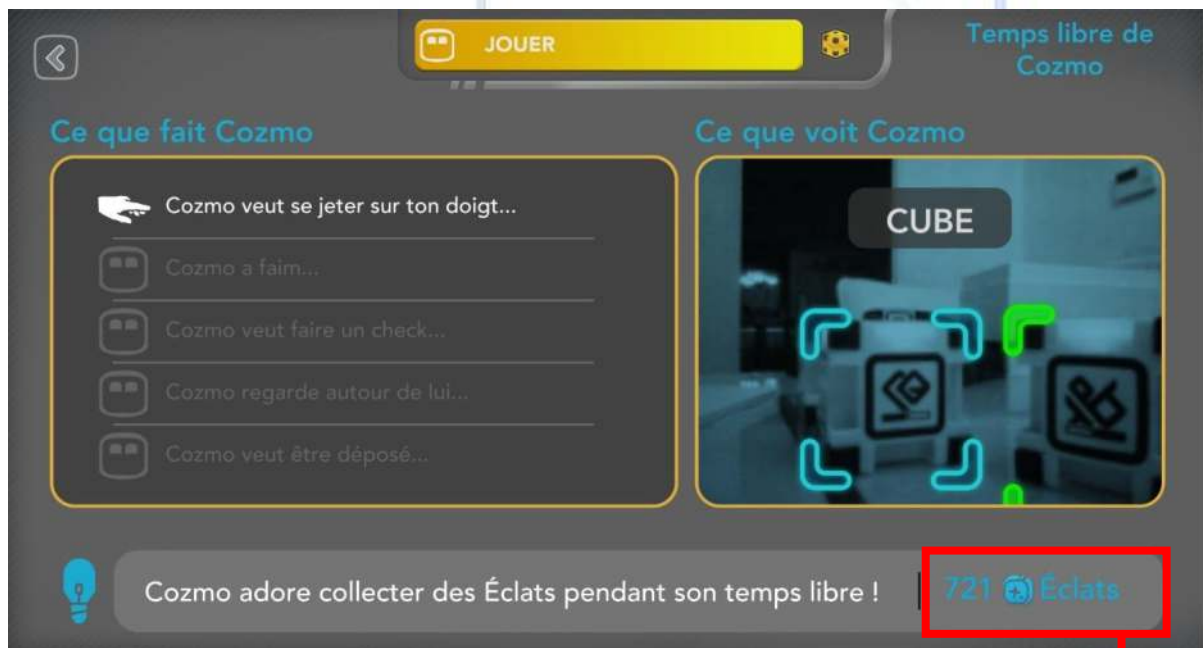 JOUER
Temps libre de
Cozmo
Ce que fait Cozmo
Ce que voit Cozmo
Cozmo veut se jeter sur ton doigt...
CUBE
Cozmo a faim...
Cozmo veut faire un check...
Cozmo regarde autour de lui...
Cozmo veut être déposé...
Cozmo adore collecter des Éclats pendant son temps libre !
721 Éclats